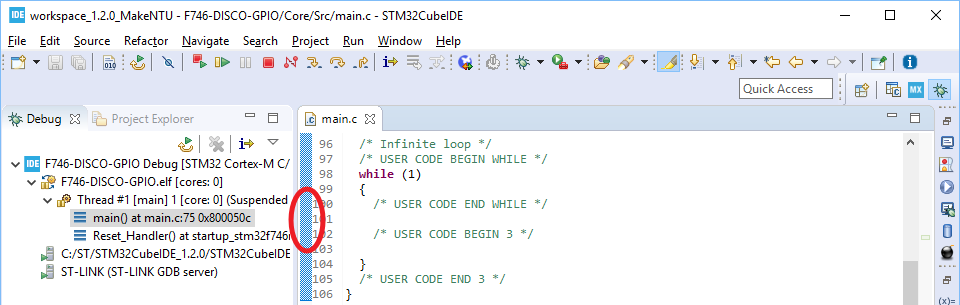 IDE workspace_1.2.0_MakeNTU - F746-DISCO-GPIO/Core/Src/main.c - STM32CubeIDE
File Edit Source Refactor Navigate Search Project Run Window Help
010
Quick Access
MX
Debug
Project Explorer
main.c
IDE F746-DISCO-GPIO Debug [STM32 Cortex-M C/
F746-DISCO-GPIO.elf [cores: 0]
Thread #1 [main] 1 [core: 0] (Suspended
main() at main.c:75 0x800050c
Reset_Handler() at startup_stm32f746
C:/ST/STM32CubeIDE_1.2.0/STM32CubeIDE
ST-LINK (ST-LINK GDB server)
96 /* Infinite loop */
97 /* USER CODE BEGIN WHILE */
98 while (1)
99 {
100 /* USER CODE END WHILE */
101
102 /* USER CODE BEGIN 3 */
103
104 }
105 /* USER CODE END 3 */
106 }
(x)=